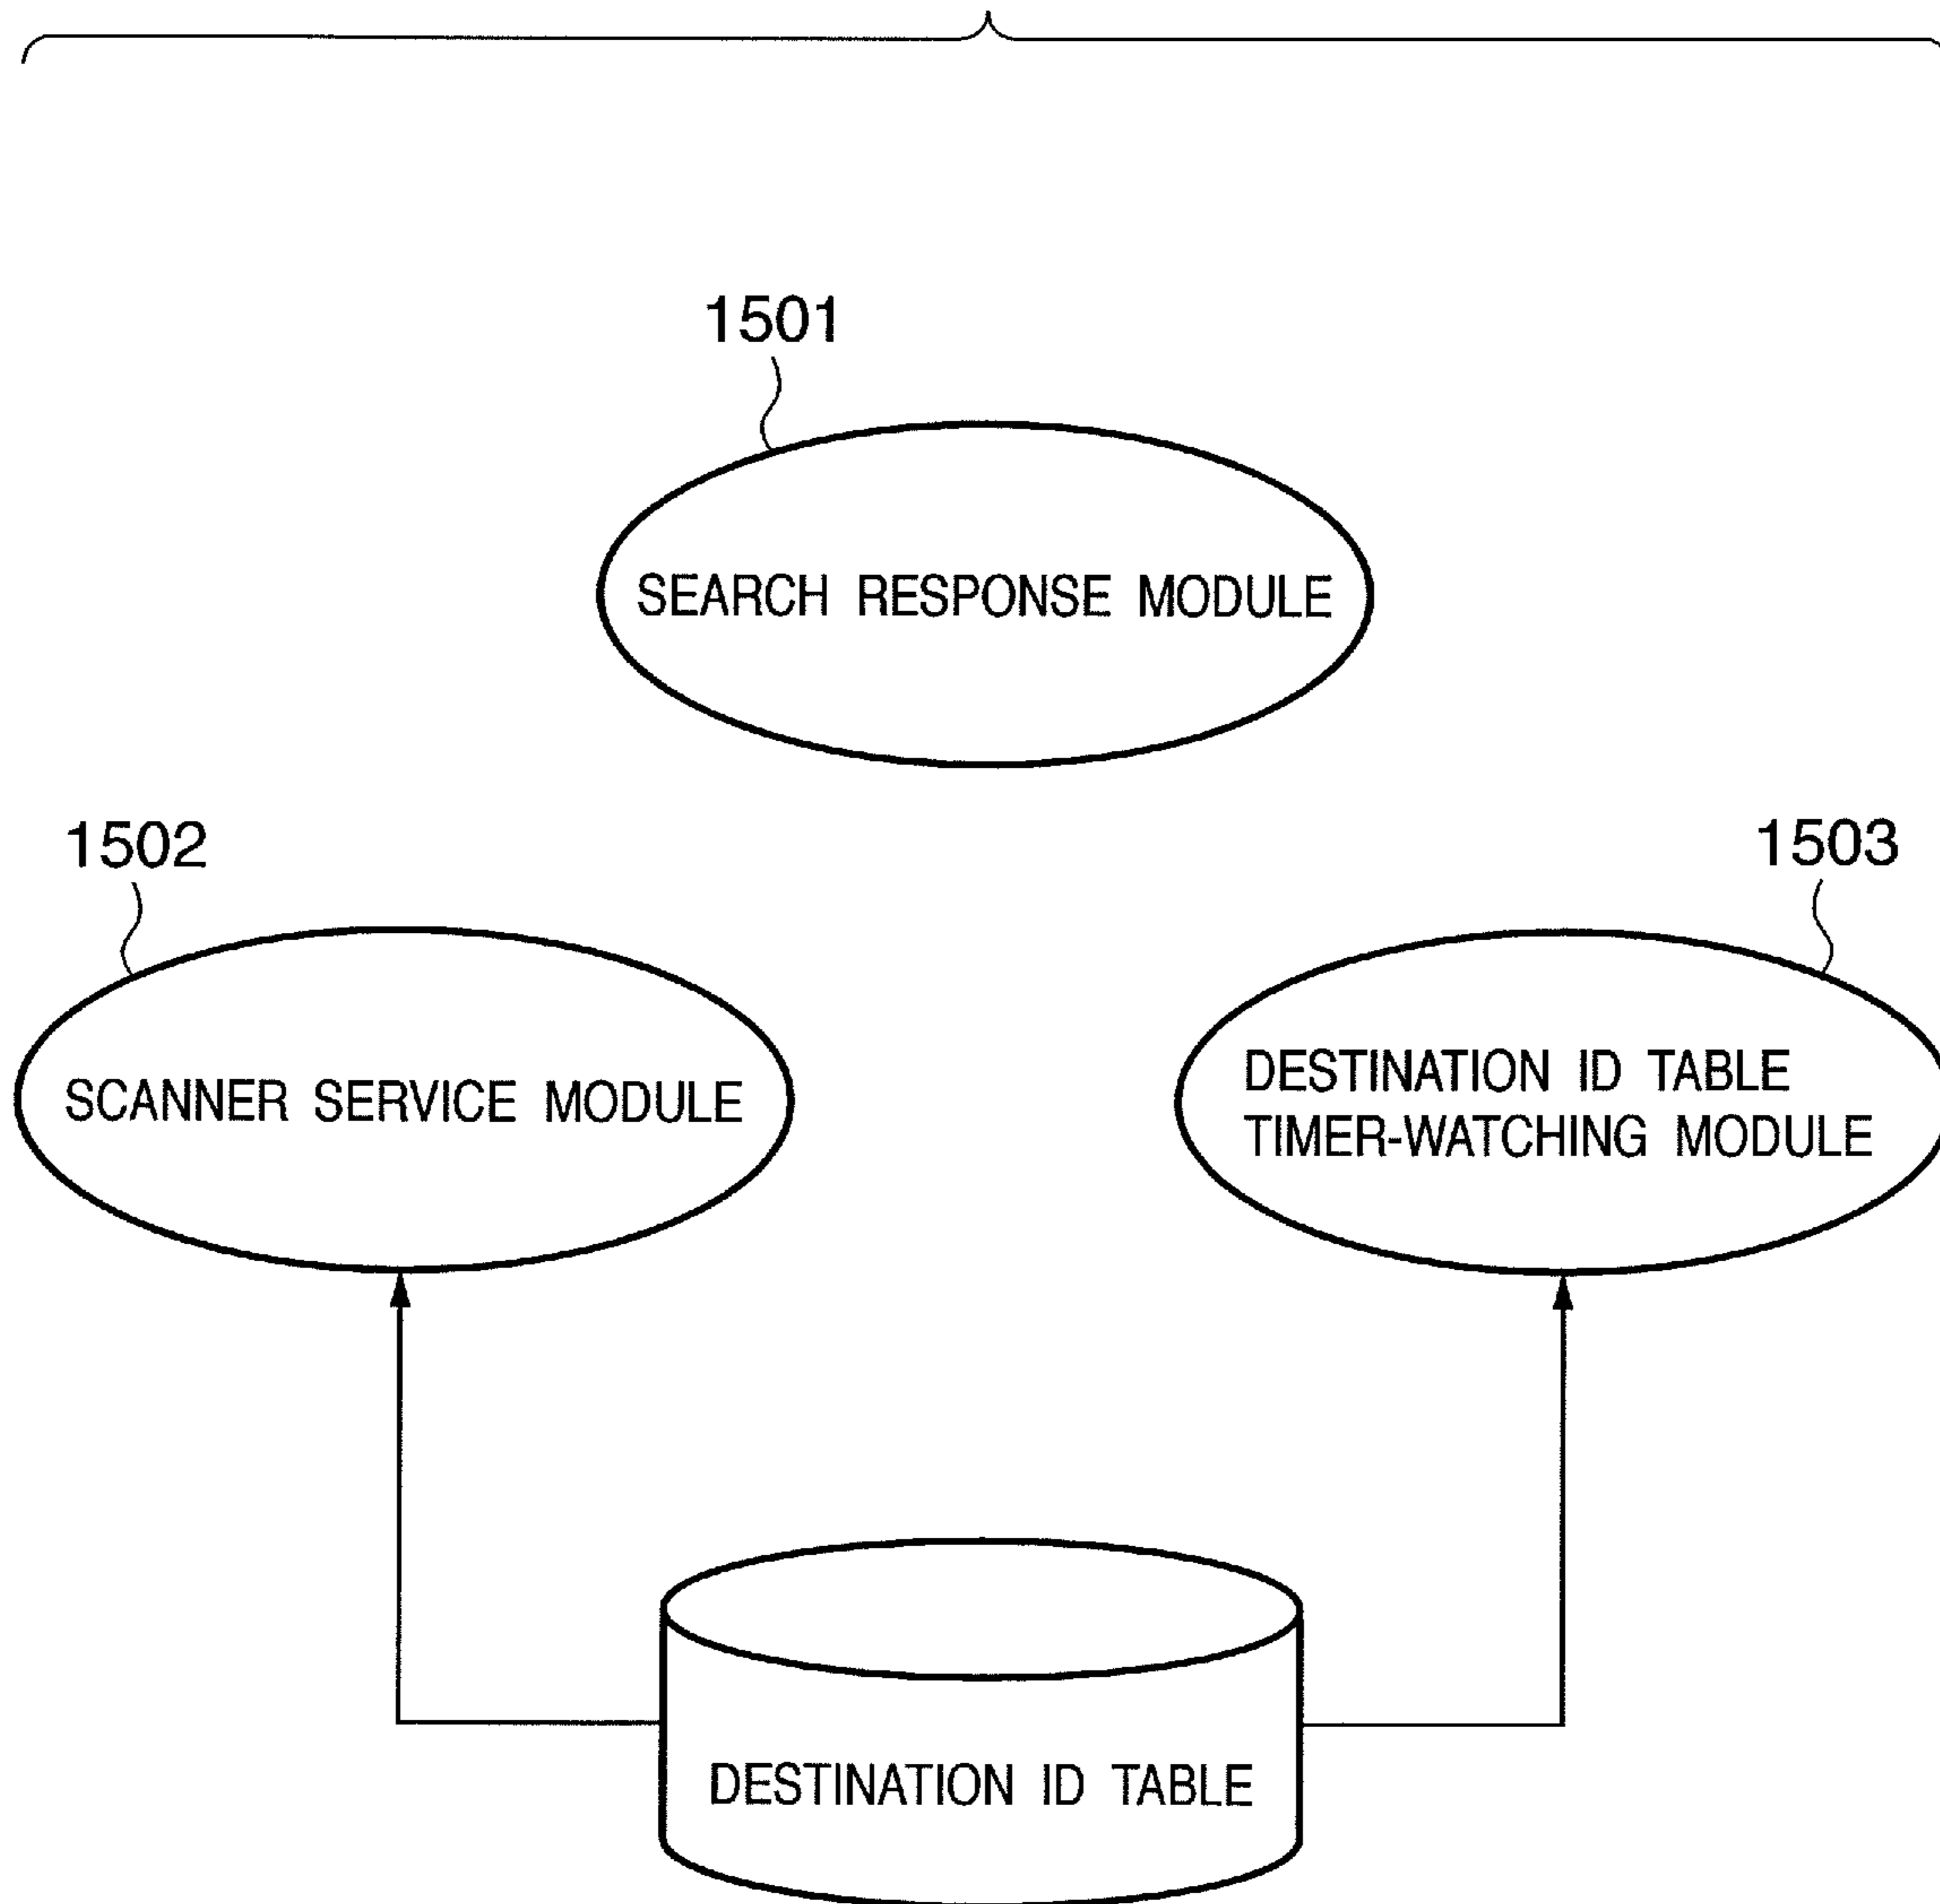 1501
SEARCH RESPONSE MODULE
1502
1503
SCANNER SERVICE MODULE
DESTINATION ID TABLE
TIMER-WATCHING MODULE
DESTINATION ID TABLE